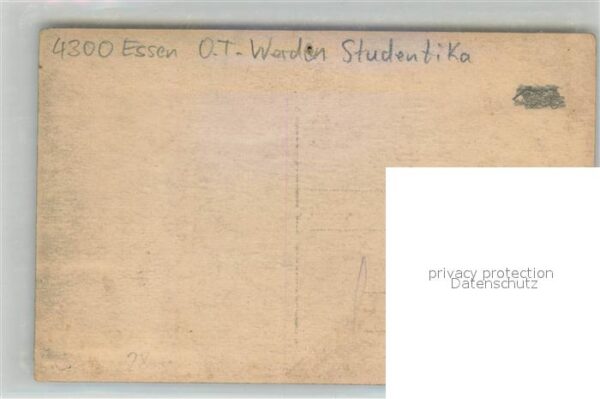 4300 Essen O.T.-Werden Studentika
privacy protection
Datenschutz